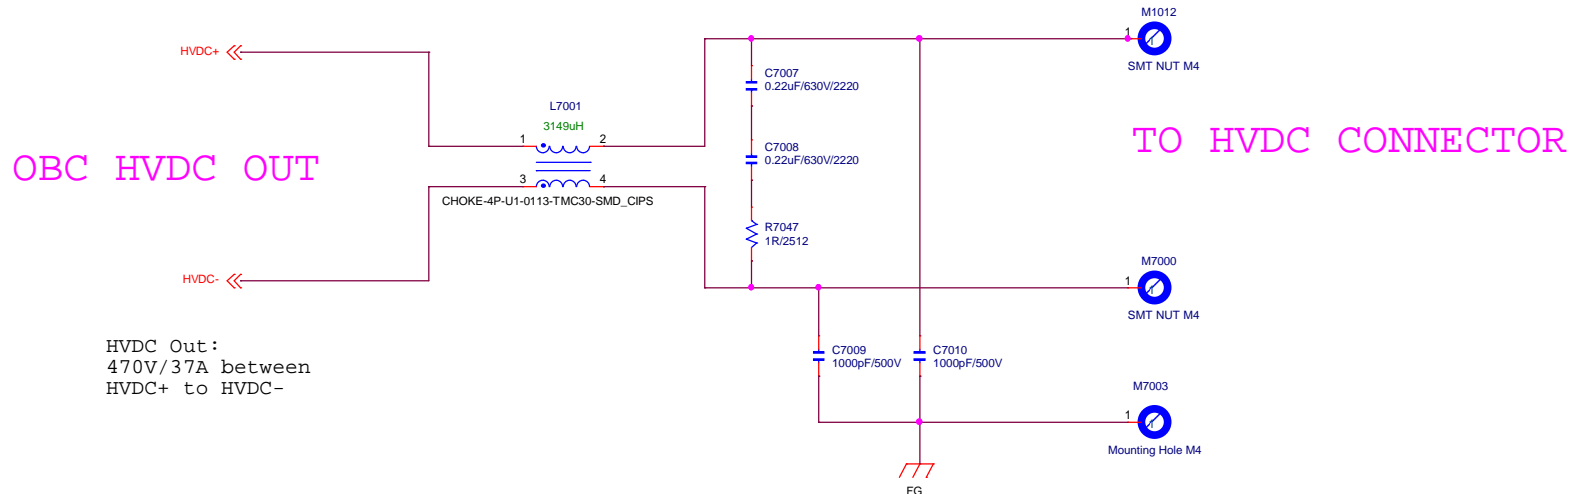 M1012
HVDC+
1
SMT NUT M4
C7007
0.22uF/630V/2220
L7001
3149uH
1
2
TO HVDC CONNECTOR
C7008
0.22uF/630V/2220
OBC HVDC OUT
3
4
CHOKE-4P-U1-0113-TMC30-SMD_CIPS
R7047
1R/2512
M7000
HVDC-
1
SMT NUT M4
HVDC Out:
470V/37A between
HVDC+ to HVDC-
C7009
1000pF/500V
C7010
1000pF/500V
M7003
1
Mounting Hole M4